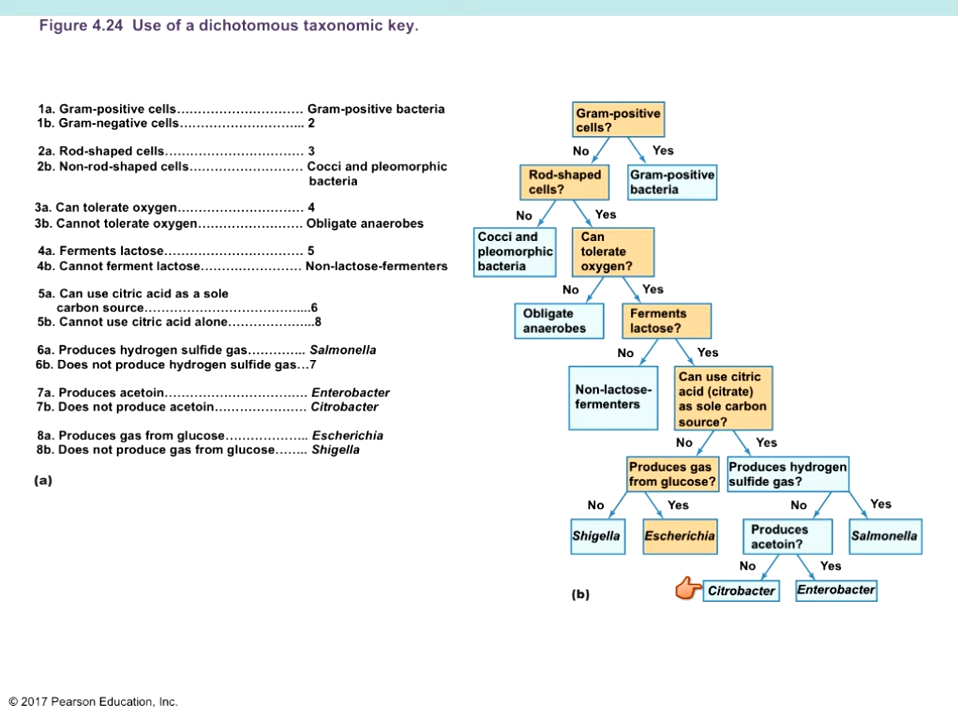 Figure 4.24 Use of a dichotomous taxonomic key.
1a. Gram-positive cells………………………… Gram-positive bacteria
1b. Gram-negative cells………………………... 2
2a. Rod-shaped cells…………………………… 3
2b. Non-rod-shaped cells……………………… Cocci and pleomorphic
bacteria
3a. Can tolerate oxygen………………………… 4
3b. Cannot tolerate oxygen……………………. Obligate anaerobes
4a. Ferments lactose…………………………… 5
4b. Cannot ferment lactose…………………… Non-lactose-fermenters
5a. Can use citric acid as a sole
carbon source…………………………………....6
5b. Cannot use citric acid alone………………...8
6a. Produces hydrogen sulfide gas………….. Salmonella
6b. Does not produce hydrogen sulfide gas…7
7a. Produces acetoin……………………………. Enterobacter
7b. Does not produce acetoin…………………. Citrobacter
8a. Produces gas from glucose……………….. Escherichia
8b. Does not produce gas from glucose…….. Shigella
(a)
Gram-positive
cells?
No
Yes
Rod-shaped
cells?
Gram-positive
bacteria
No
Yes
Cocci and
pleomorphic
bacteria
Can
tolerate
oxygen?
No
Yes
Obligate
anaerobes
Ferments
lactose?
No
Yes
Non-lactose-
fermenters
Can use citric
acid (citrate)
as sole carbon
source?
No
Yes
Produces gas
from glucose?
Produces hydrogen
sulfide gas?
No
Yes
No
Yes
Shigella
Escherichia
Produces
acetoin?
Salmonella
No
Yes
Citrobacter
Enterobacter
(b)
© 2017 Pearson Education, Inc.